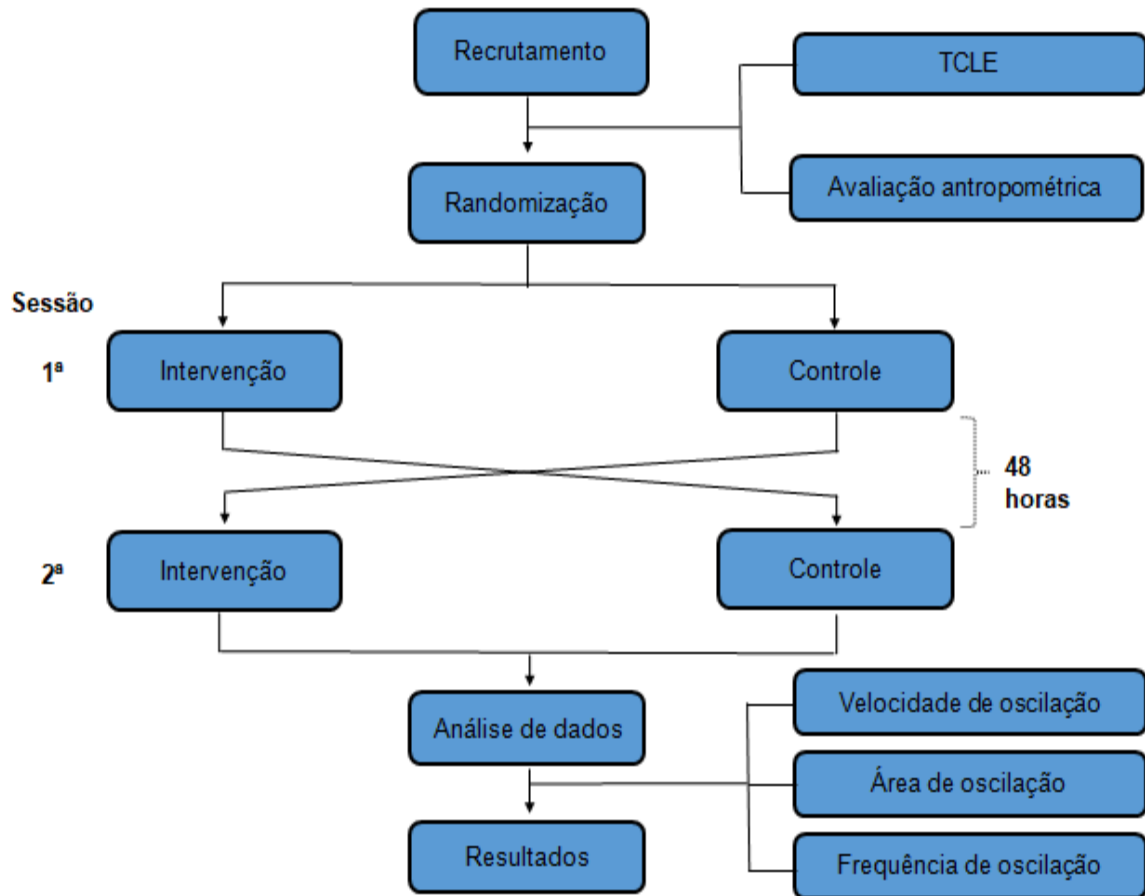 Recrutamento
TCLE
Avaliação antropométrica
Randomização
Sessão
1ª
Intervenção
Controle
48
horas
2ª
Intervenção
Controle
Análise de dados
Velocidade de oscilação
Área de oscilação
Resultados
Frequência de oscilação